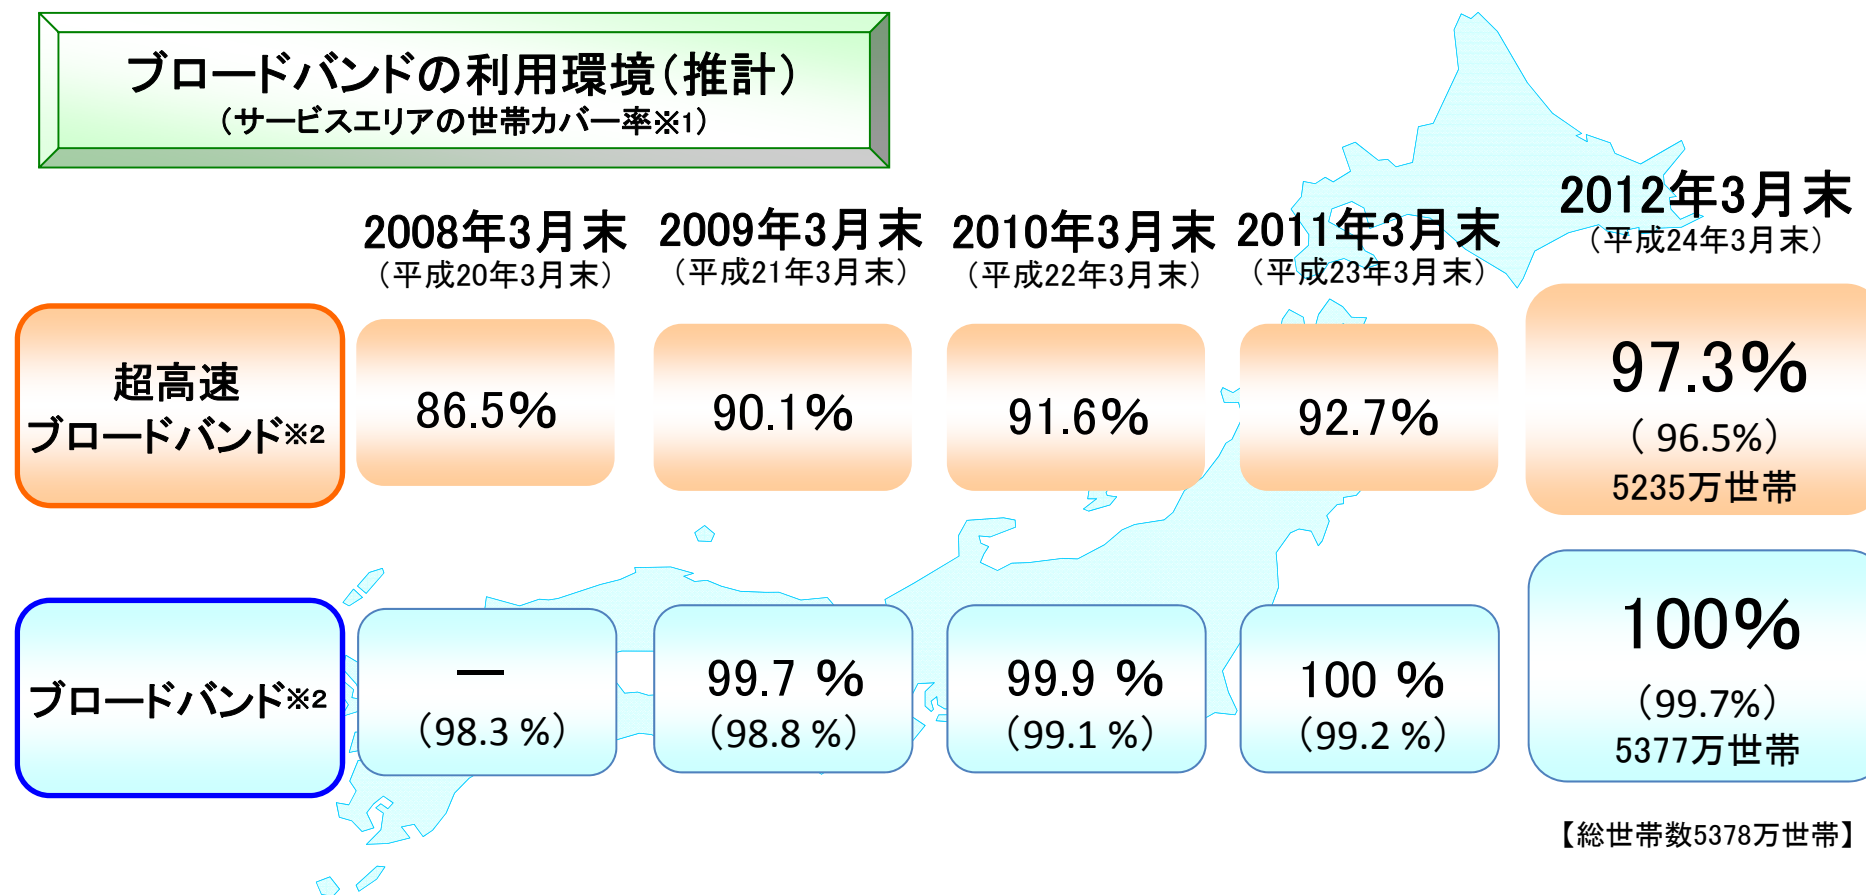 ブロードバンドの利用環境（推計）
（サービスエリアの世帯カバー率※1）
2008年3月末
（平成20年3月末）
2009年3月末
（平成21年3月末）
2010年3月末
（平成22年3月末）
2011年3月末
（平成23年3月末）
2012年3月末
（平成24年3月末）
超高速
ブロードバンド※2
86.5%
90.1%
91.6%
92.7%
97.3%
（ 96.5%）
5235万世帯
ブロードバンド※2
―
（98.3 %）
99.7 %
（98.8 %）
99.9 %
（99.1 %）
100 %
（99.2 %）
100%
（99.7%）
5377万世帯
【総世帯数5378万世帯】